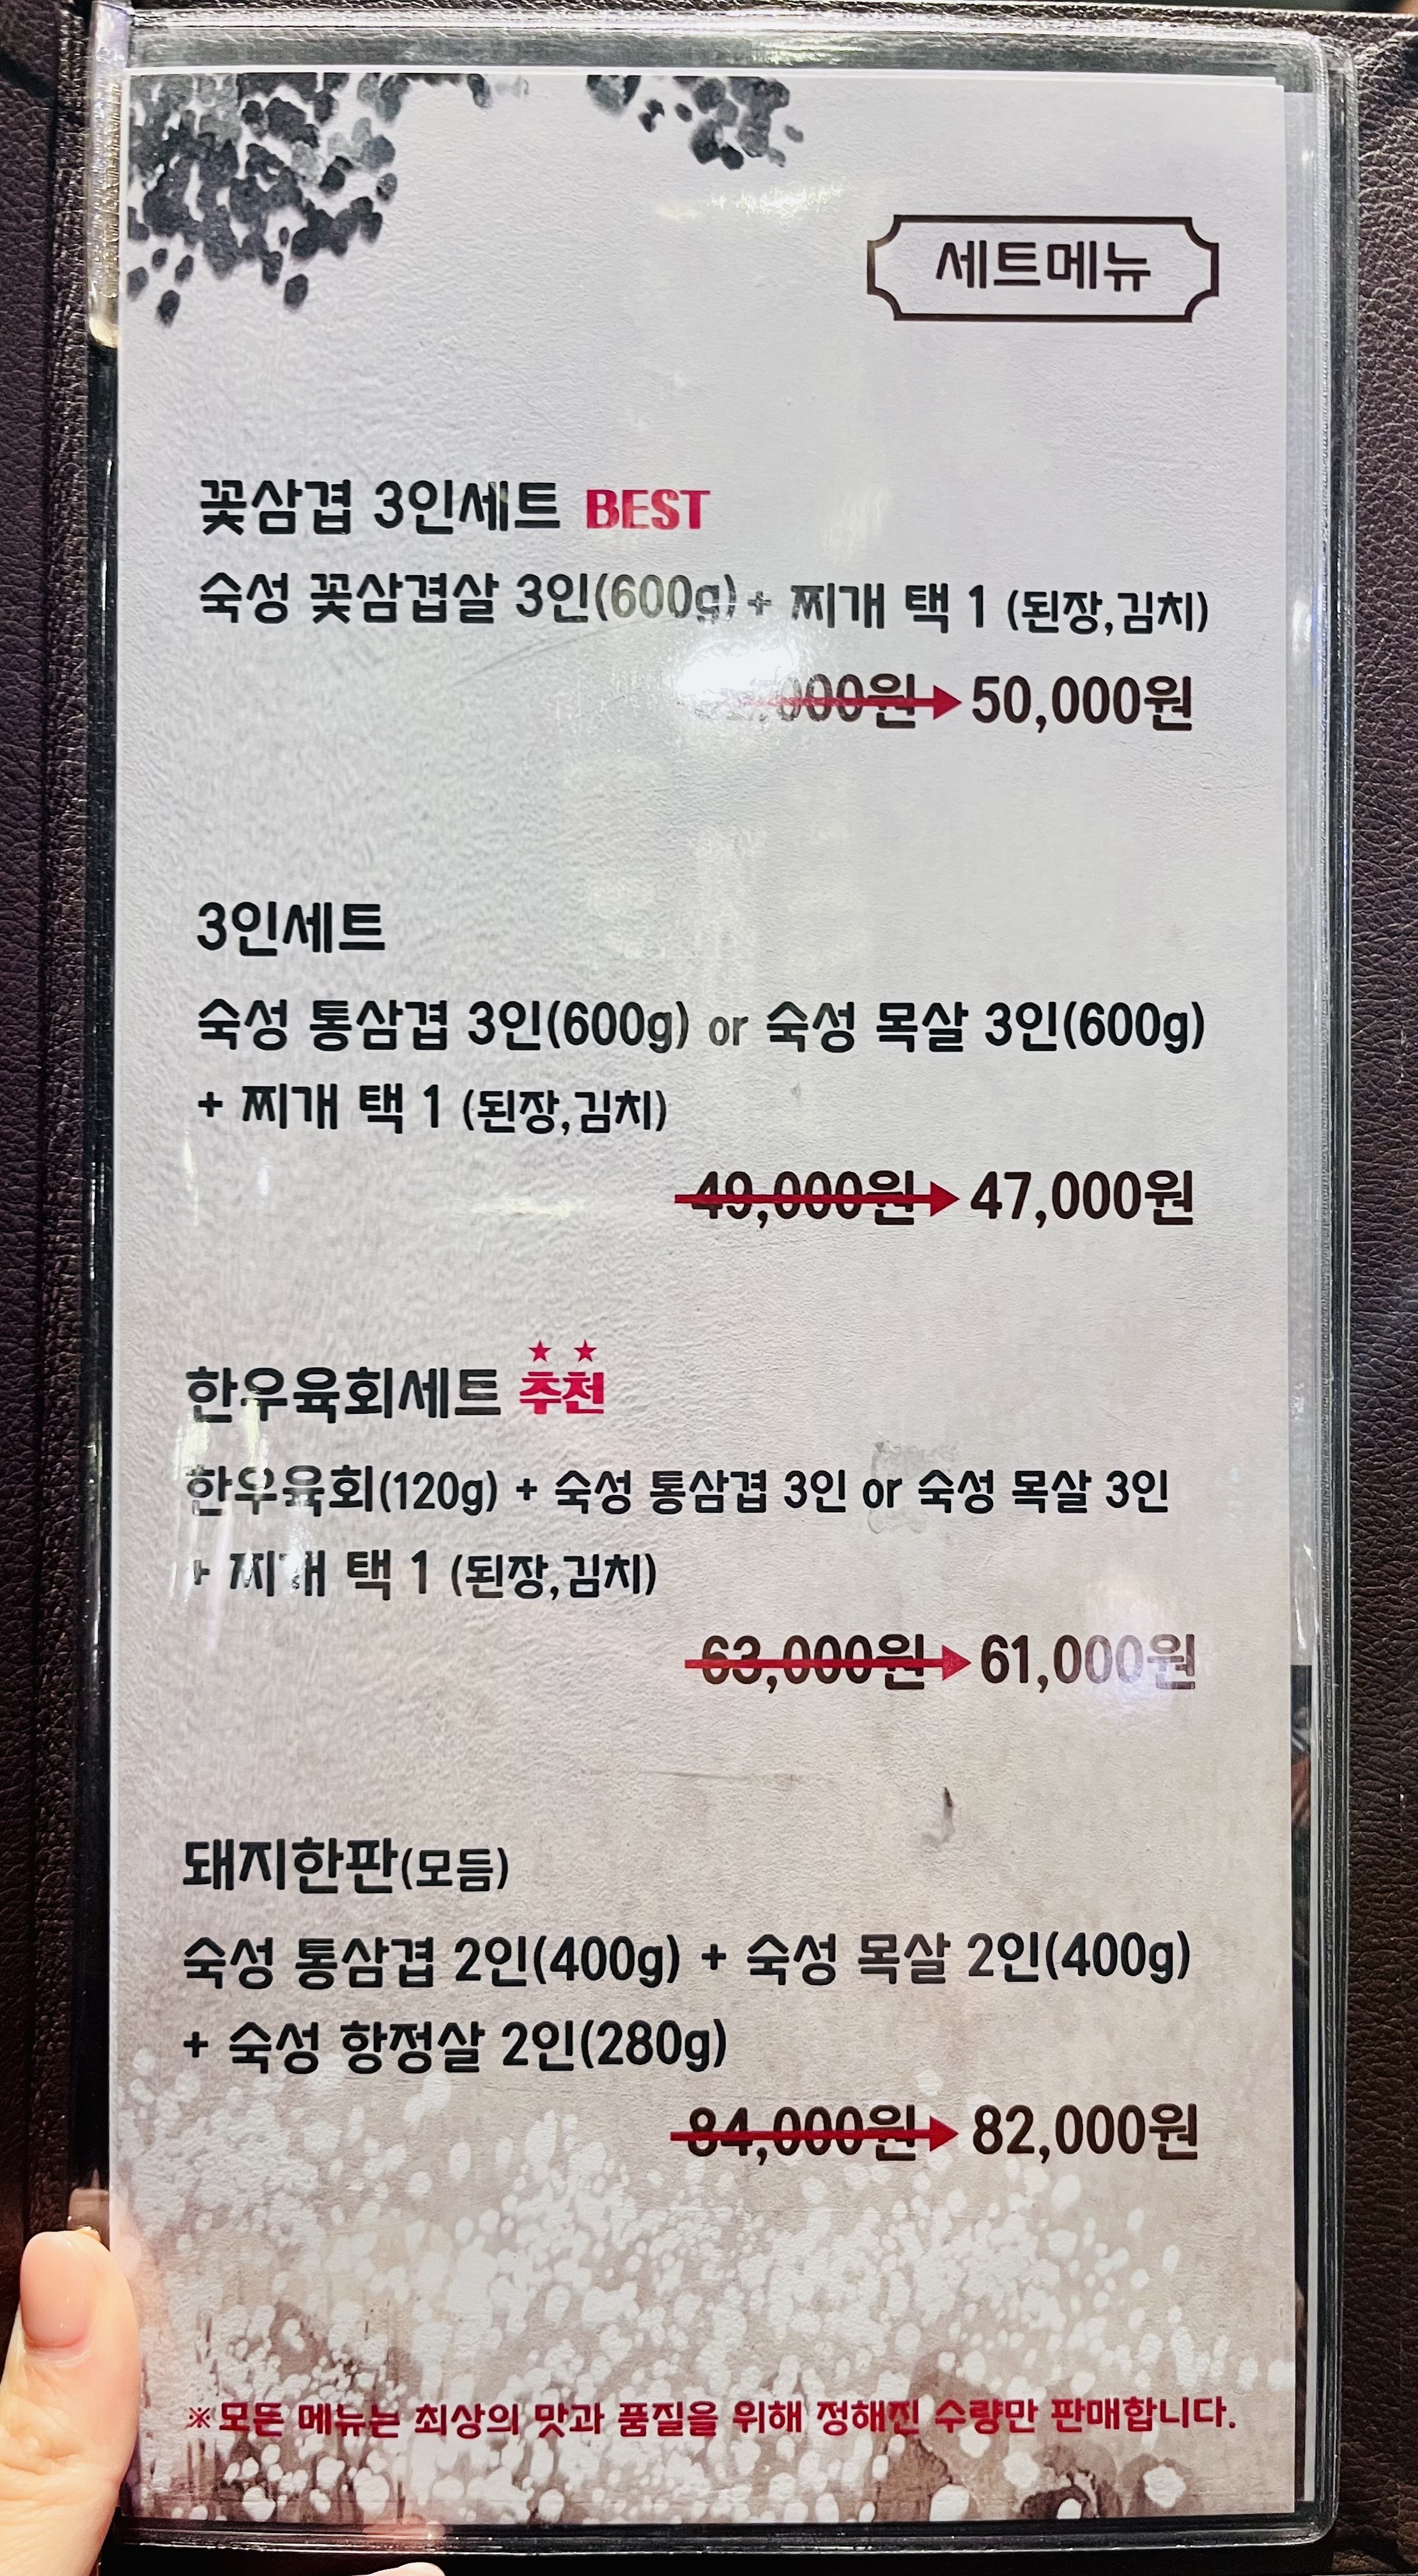 세트메뉴
꽃삼겹 3인세트 BEST
숙성 꽃삼겹살 3인(600g)+ 찌개 택 1 (된장,김치)
50,000원
3인세트
숙성 통삼겹 3인(600g) or 숙성 목살 3인(600g)
+ 찌개 택 1 (된장,김치)
49,000원 47,000원
한우육회세트 추천
한우육회(120g) + 숙성 통삼겹 3인 or 숙성 목살 3인
+ 찌개 택 1 (된장,김치)
63,000원 61,000원
돼지한판(모듬)
숙성 통삼겹 2인(400g) + 숙성 목살 2인(400g)
+ 숙성 항정살 2인(280g)
84,000원 82,000원
※모든 메뉴는 최상의 맛과 품질을 위해 정해진 수량만 판매합니다.